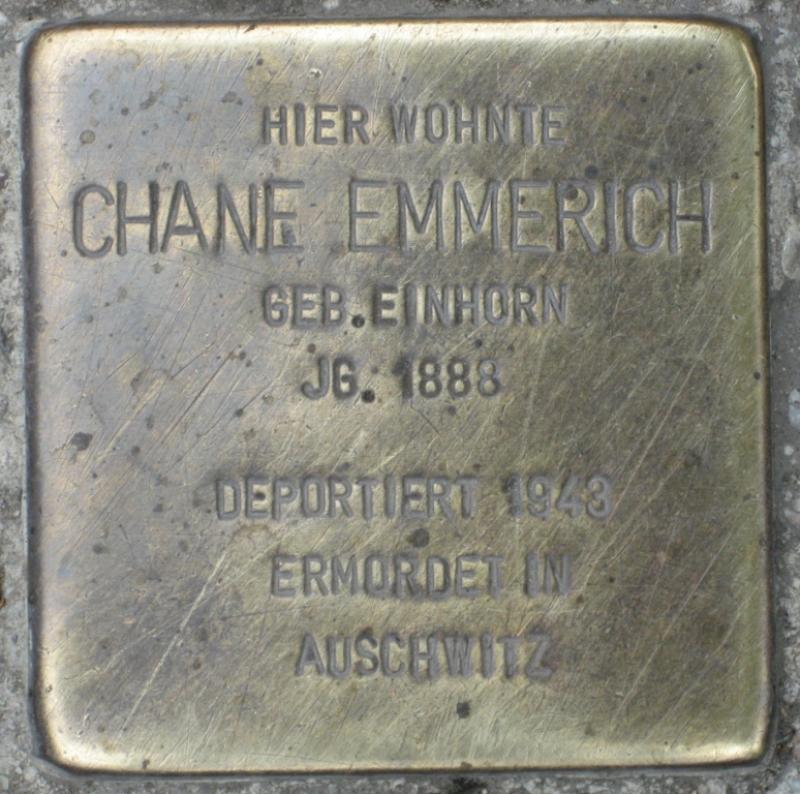 HIER WOHNTE
CHANE EMMERICH
GEB. EINHORN
JG. 1888
DEPORTIERT 1943
ERMORDET IN
AUSCHWITZ